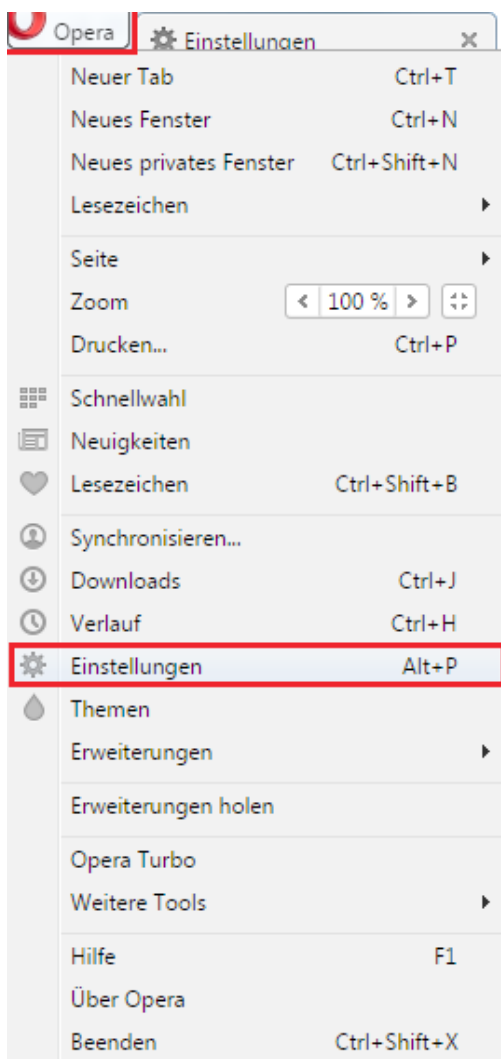 Opera Einstellungen
Neuer Tab Ctrl+T
Neues Fenster Ctrl+N
Neues privates Fenster Ctrl+Shift+N
Lesezeichen
Seite
Zoom 100 %
Drucken... Ctrl+P
Schnellwahl
Neuigkeiten
Lesezeichen Ctrl+Shift+B
Synchronisieren...
Downloads Ctrl+J
Verlauf Ctrl+H
Einstellungen Alt+P
Themen
Erweiterungen
Erweiterungen holen
Opera Turbo
Weitere Tools
Hilfe F1
Über Opera
Beenden Ctrl+Shift+X